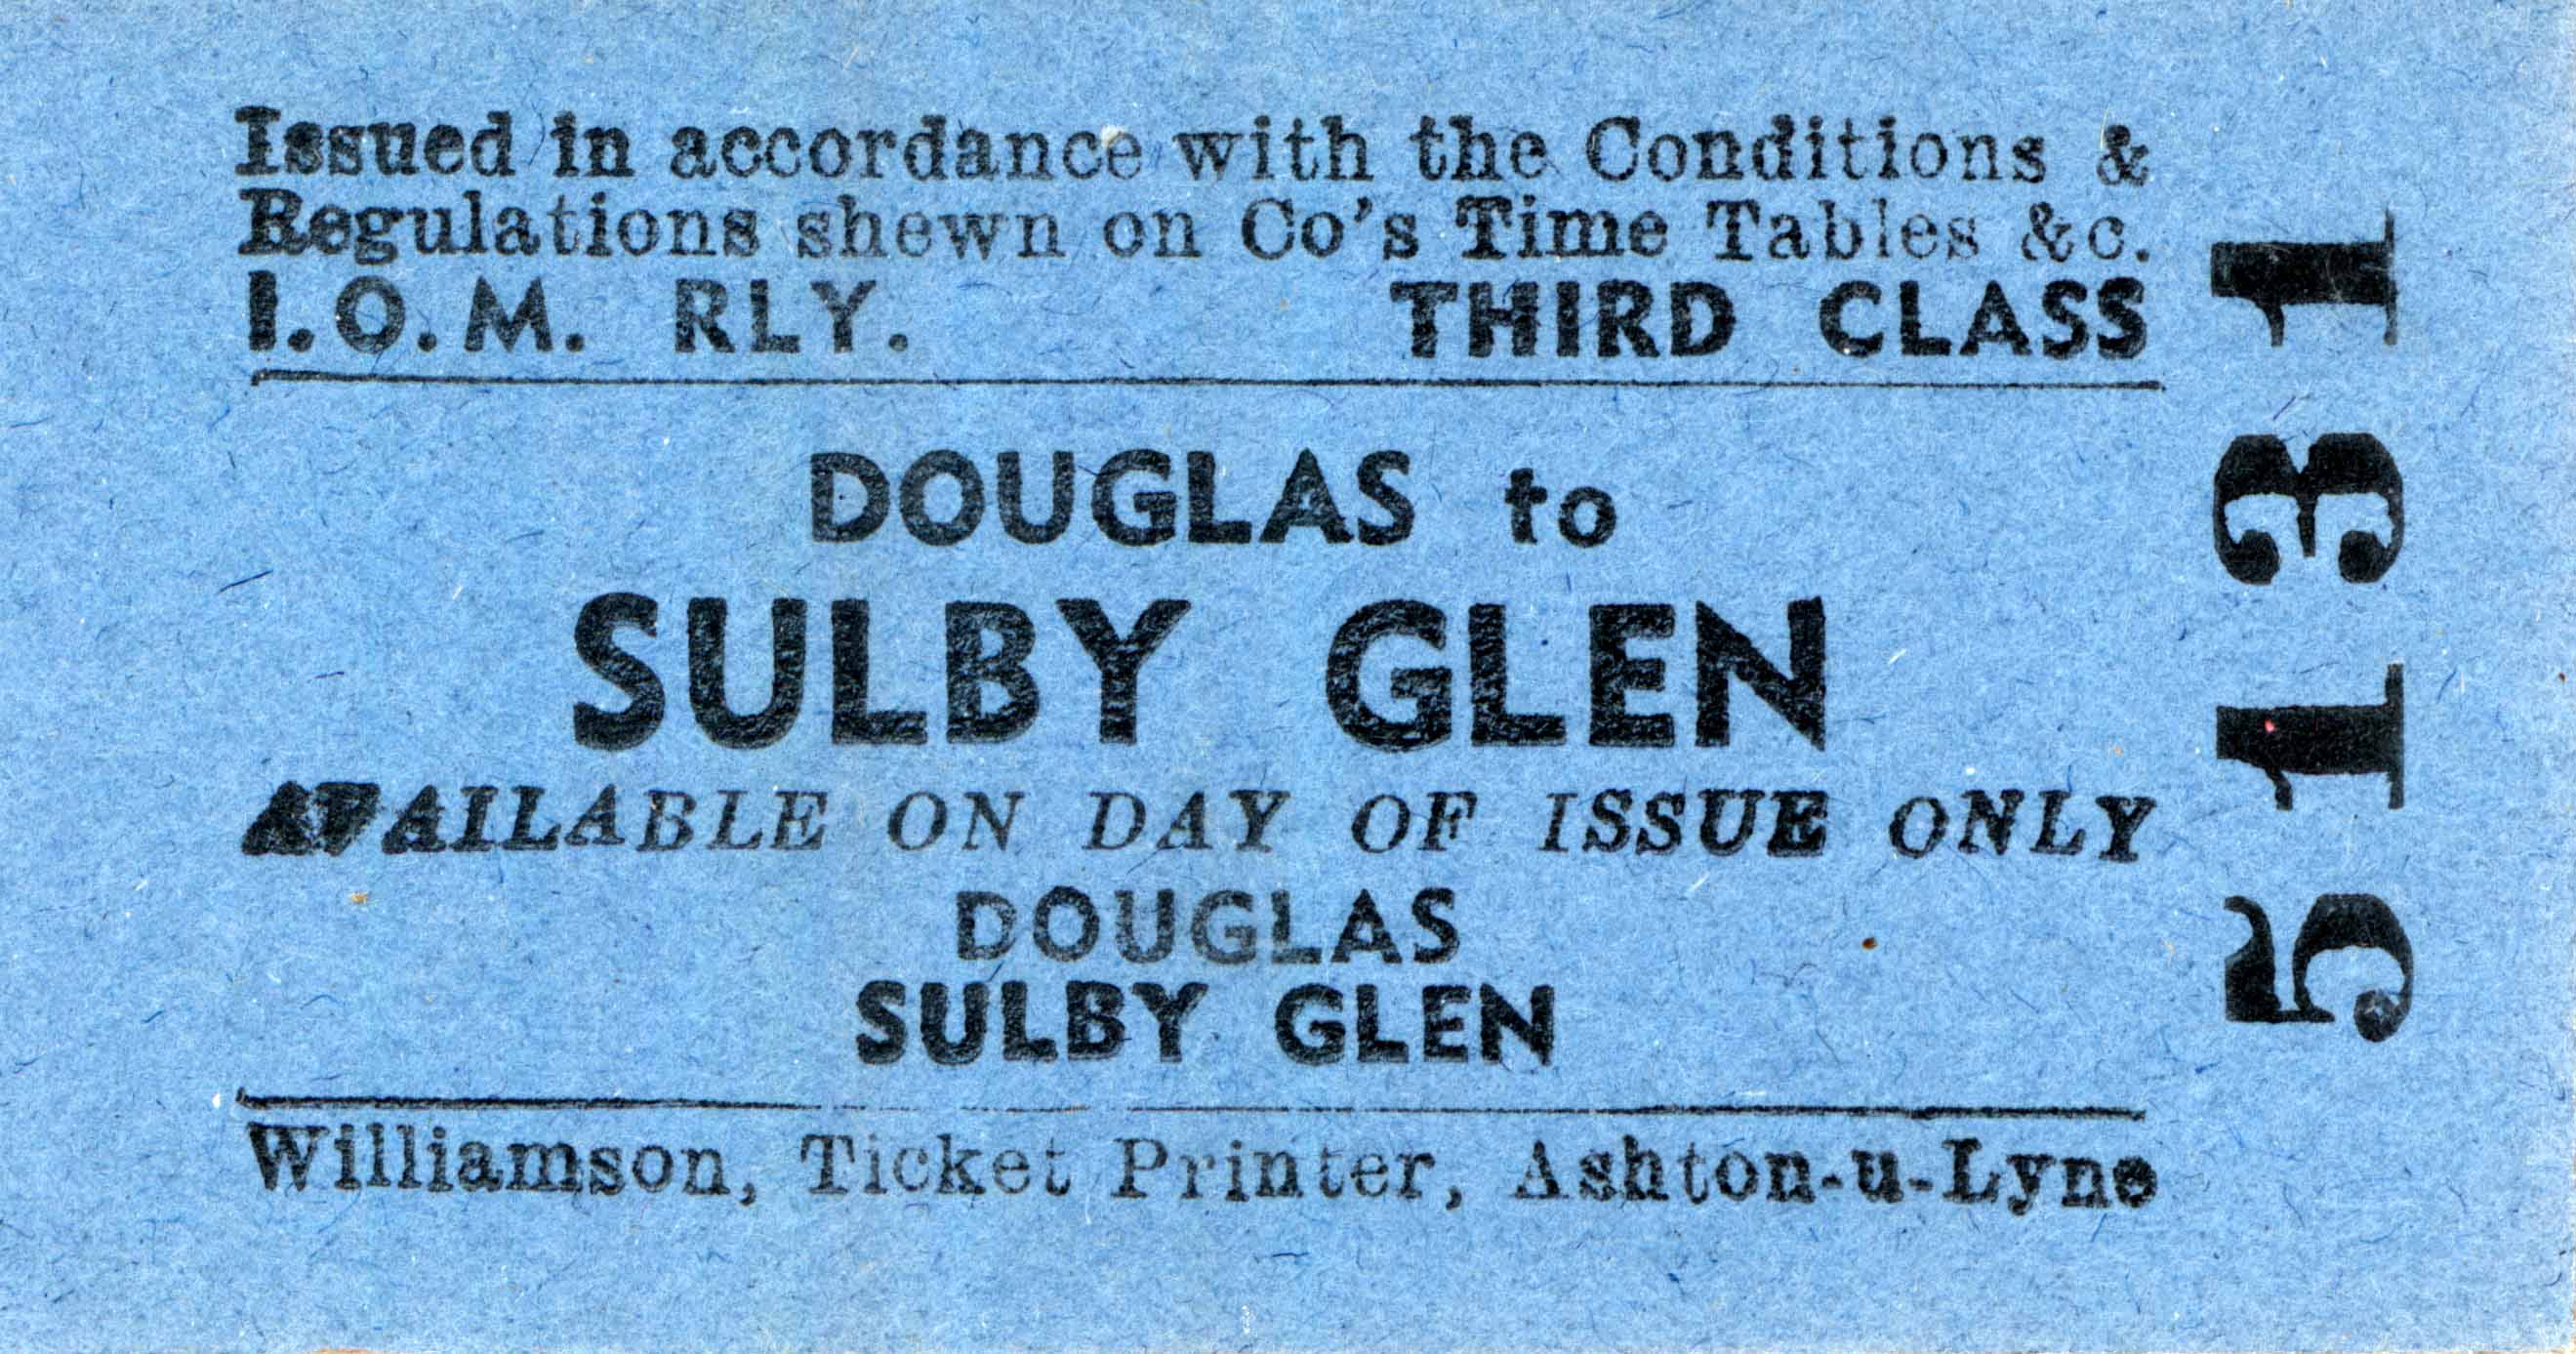 Issued in accordance with the Conditions &
Regulations shewn on Co's Time Tables &c.
I.O.M. RLY. THIRD CLASS
DOUGLAS to
SULBY GLEN
AVAILABLE ON DAY OF ISSUE ONLY
DOUGLAS
SULBY GLEN
Williamson, Ticket Printer, Ashton-u-Lyne
5131